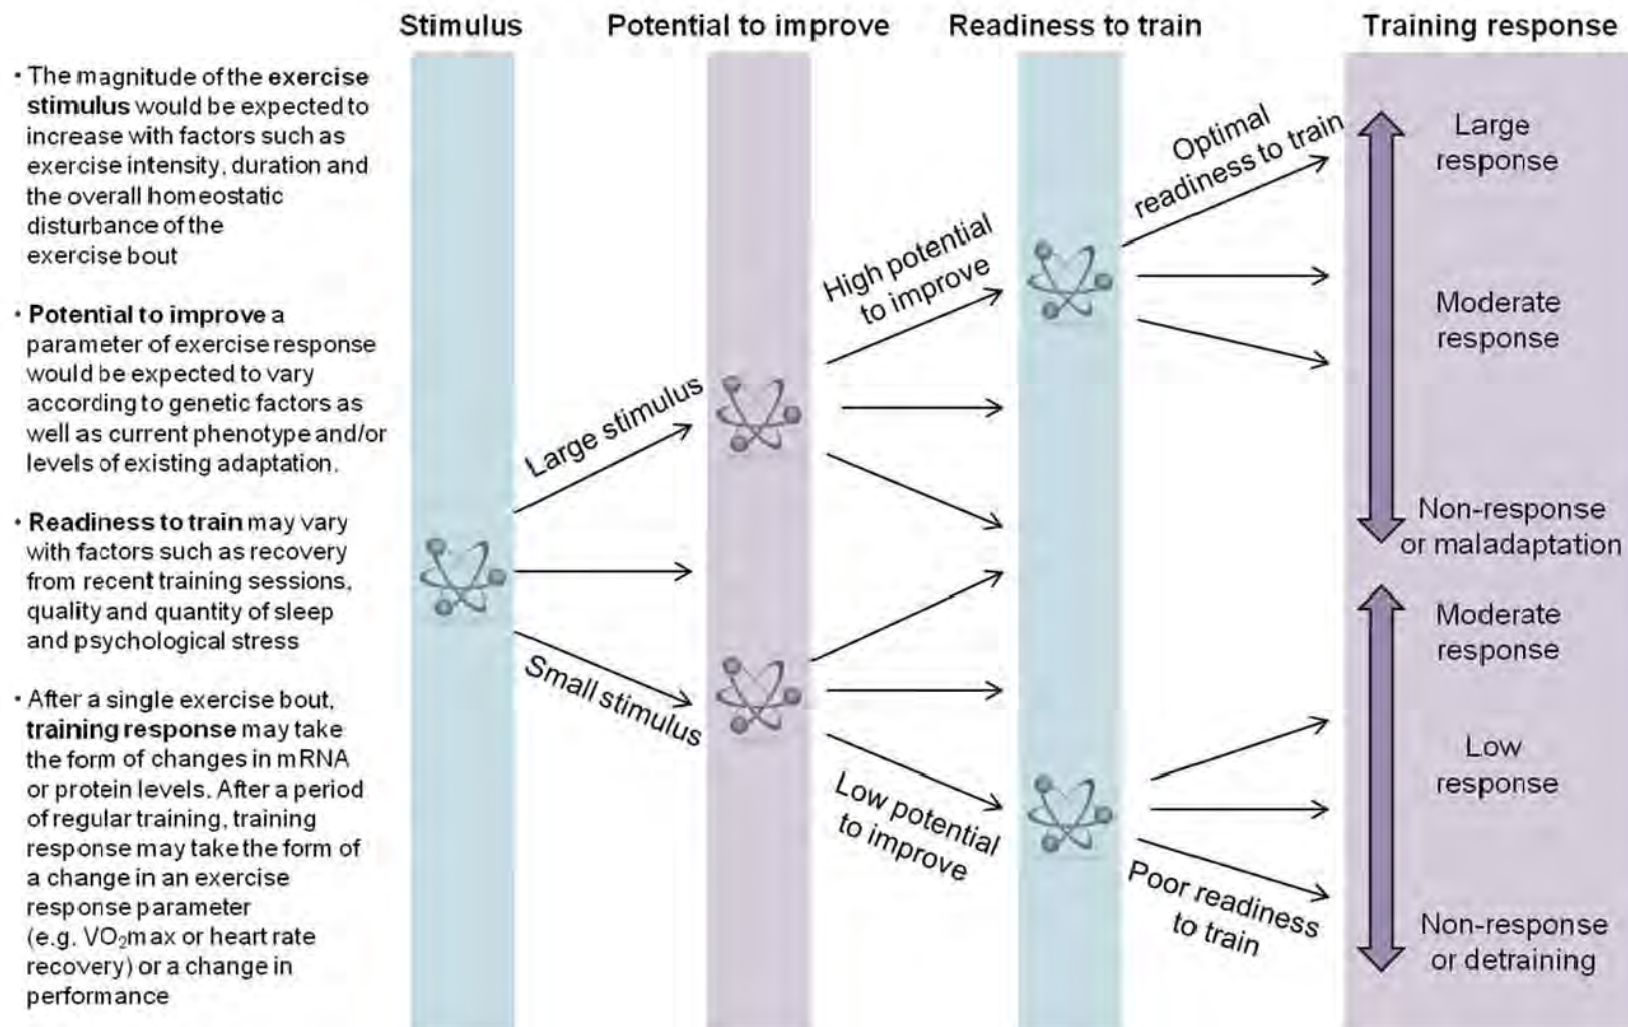 Stimulus
Potential to improve
Readiness to train
Training response
• The magnitude of the exercise
stimulus would be expected to
increase with factors such as
exercise intensity, duration and
the overall homeostatic
disturbance of the
exercise bout
• Potential to improve a
parameter of exercise response
would be expected to vary
according to genetic factors as
well as current phenotype and/or
levels of existing adaptation.
• Readiness to train may vary
with factors such as recovery
from recent training sessions,
quality and quantity of sleep
and psychological stress
• After a single exercise bout,
training response may take
the form of changes in mRNA
or protein levels. After a period
of regular training, training
response may take the form of
a change in an exercise
response parameter
(e.g. VO₂max or heart rate
recovery) or a change in
performance
Large stimulus
Small stimulus
High potential
to improve
Low potential
to improve
Optimal
readiness to train
Poor readiness
to train
Large
response
Moderate
response
Non-response
or maladaptation
Moderate
response
Low
response
Non-response
or detraining